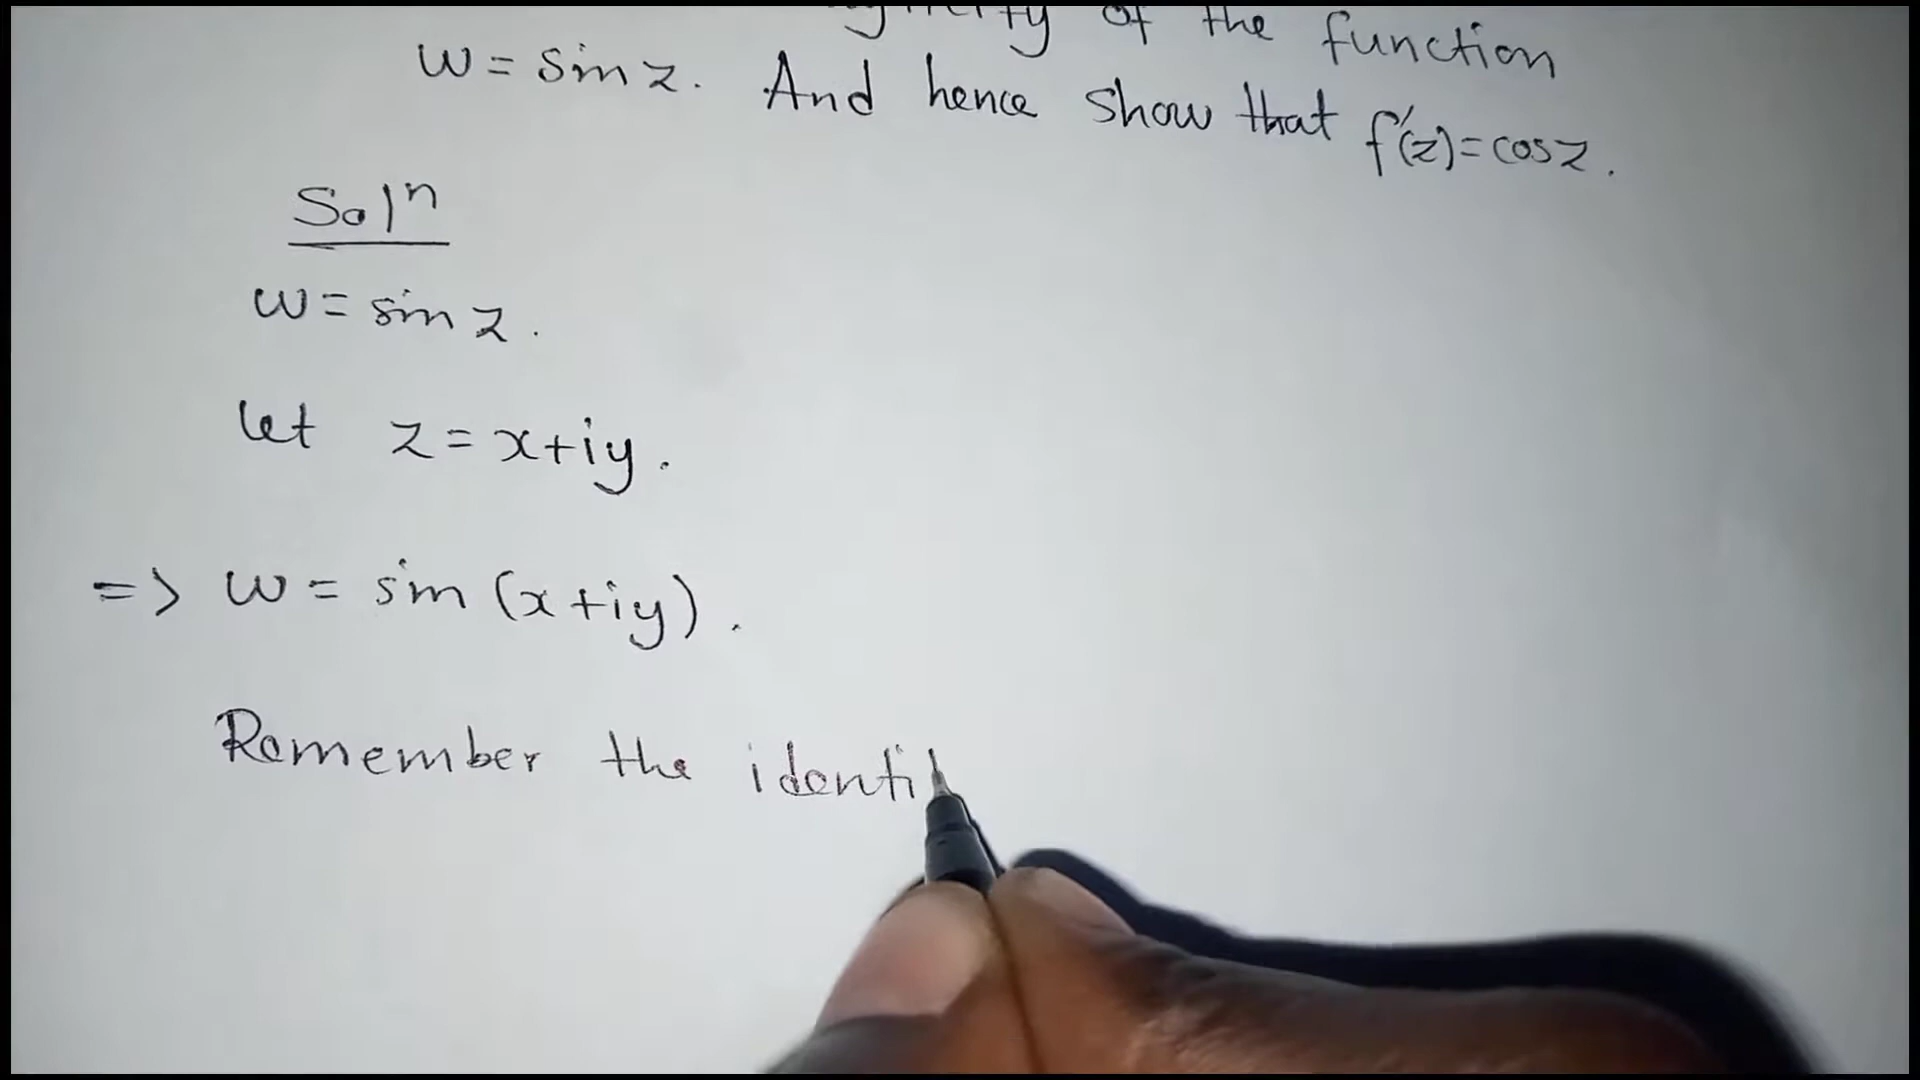 of the function
w = sin z. And hence show that f'(z) = cos z.
Solⁿ
w = sin z.
let z = x + iy.
=> w = sin (x + iy).
Remember the identi